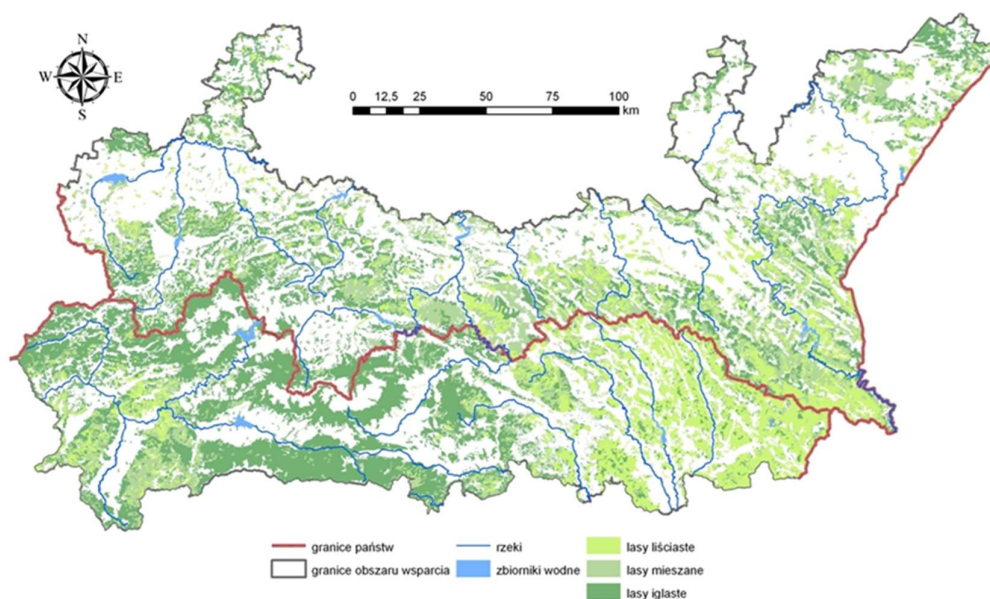 N
W E
S
0 12,5 25 50 75 100
km
granice państw
granice obszaru wsparcia
rzeki
zbiorniki wodne
lasy liściaste
lasy mieszane
lasy iglaste